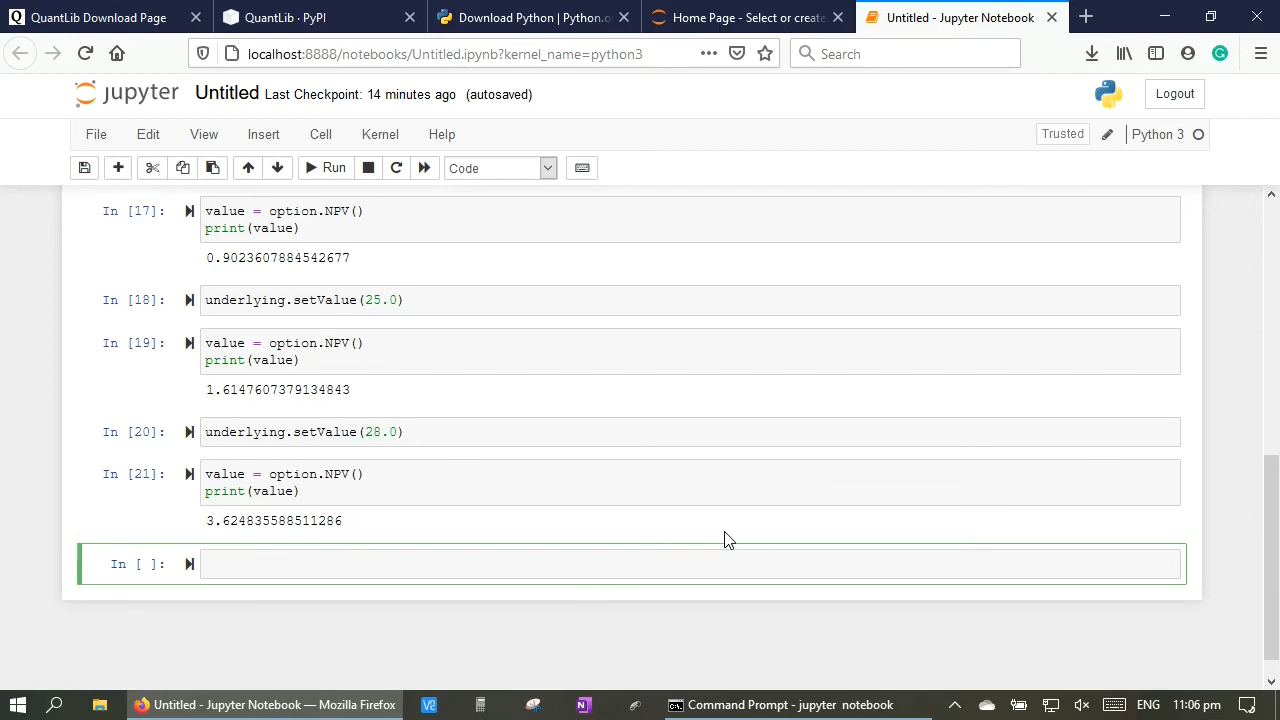 QuantLib Download Page
QuantLib · PyPI
Download Python | Python.o
Home Page - Select or create
Untitled - Jupyter Notebook
localhost:8888/notebooks/Untitled.ipynb?kernel_name=python3
Search
jupyter Untitled Last Checkpoint: 14 minutes ago (autosaved)
Logout
File Edit View Insert Cell Kernel Help
Trusted
Python 3
Run
Code
In [17]: value = option.NPV()
print(value)
0.9023607884542677
In [18]: underlying.setValue(25.0)
In [19]: value = option.NPV()
print(value)
1.6147607379134843
In [20]: underlying.setValue(28.0)
In [21]: value = option.NPV()
print(value)
3.624835588511286
In [ ]:
Untitled - Jupyter Notebook — Mozilla Firefox
Command Prompt - jupyter notebook
ENG
11:06 pm